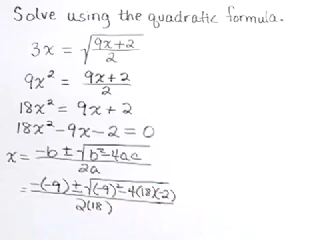 Solve using the quadratic formula.
3x = √((9x+2)/2)
9x² = (9x+2)/2
18x² = 9x + 2
18x² - 9x - 2 = 0
x = (-b ± √(b² - 4ac))/(2a)
= (-(-9) ± √((-9)² - 4(18)(-2)))/(2(18))